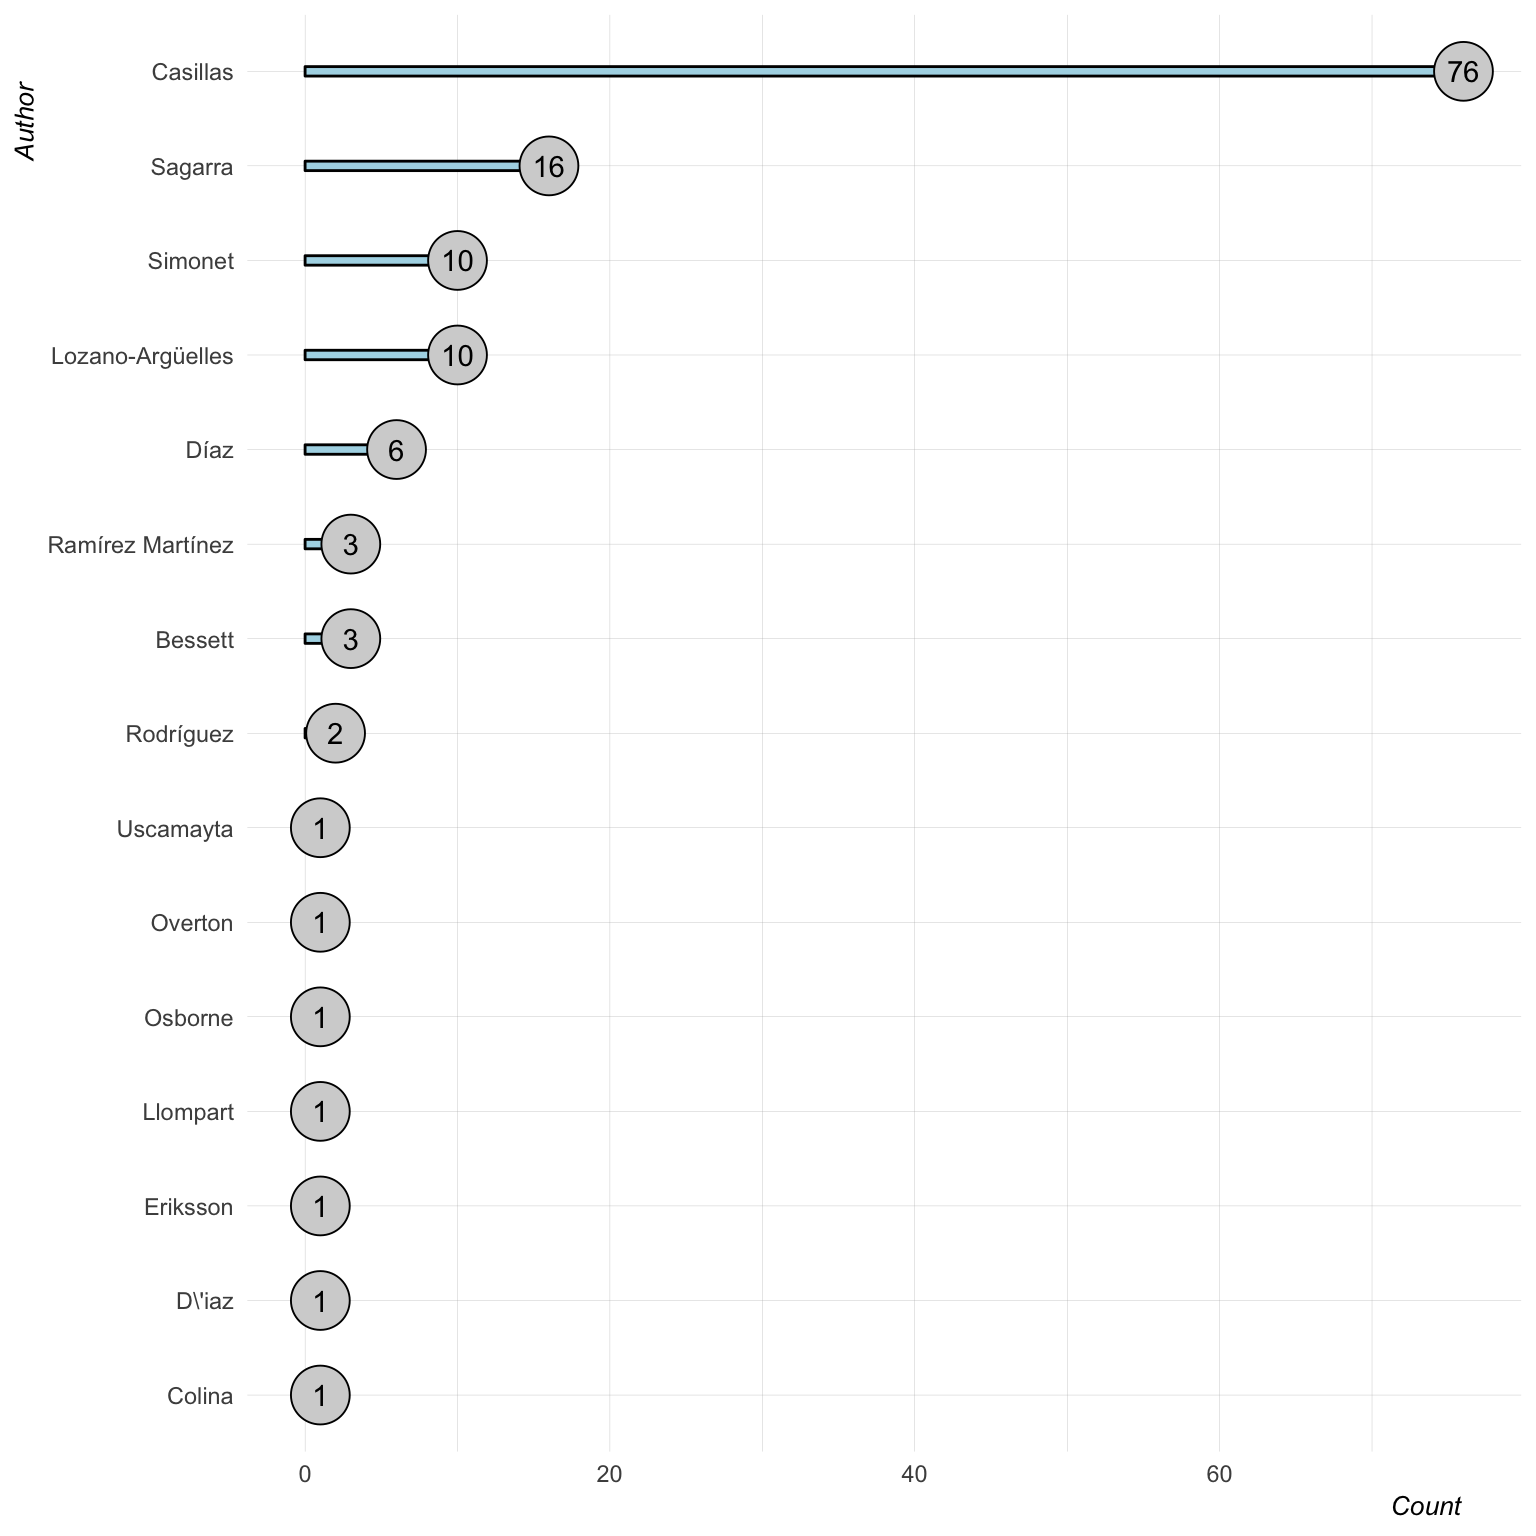 Author
Casillas 76
Sagarra 16
Simonet 10
Lozano-Argüelles 10
Díaz 6
Ramírez Martínez 3
Bessett 3
Rodríguez 2
Uscamayta 1
Overton 1
Osborne 1
Llompart 1
Eriksson 1
D\'iaz 1
Colina 1
0 20 40 60
Count